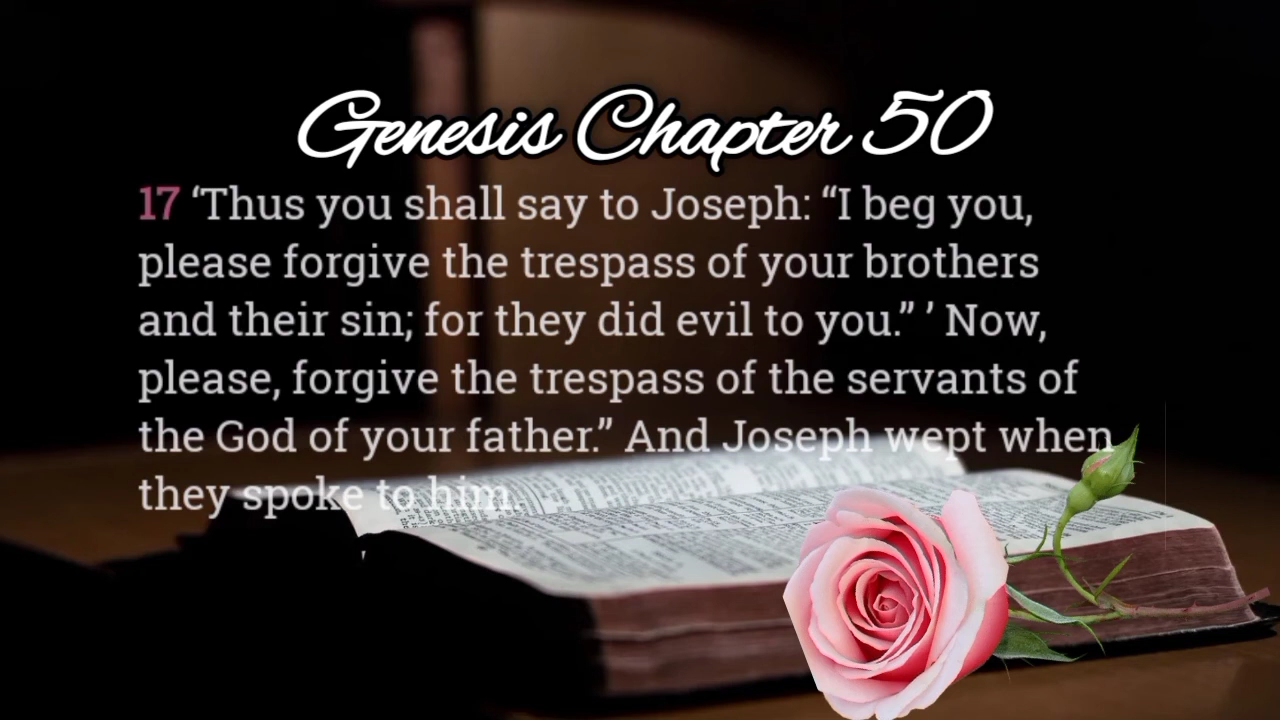 Genesis Chapter 50
17 ‘Thus you shall say to Joseph: “I beg you,
please forgive the trespass of your brothers
and their sin; for they did evil to you.” ’ Now,
please, forgive the trespass of the servants of
the God of your father.” And Joseph wept when
they spoke to him.